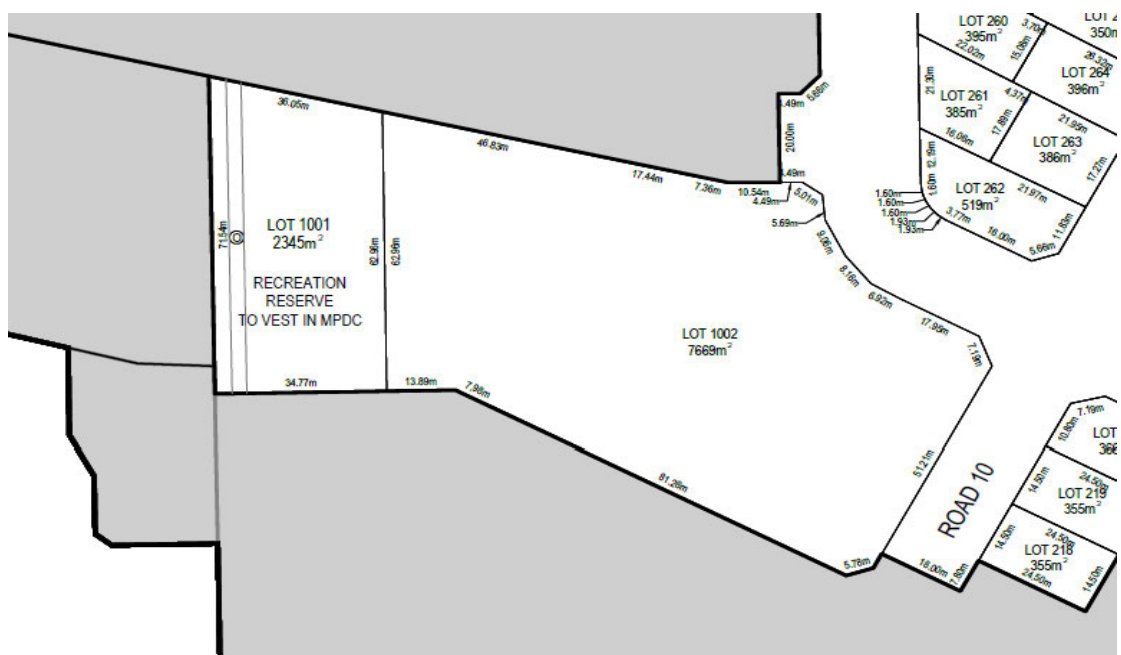 LOT 260
395m²
3.70m
22.02m
15.08m
350m
26.32m
LOT 264
396m²
21.30m
LOT 261
385m²
4.37m
17.89m
16.06m
21.95m
LOT 263
386m²
17.27m
12.19m
1.60m
LOT 262
519m²
21.97m
11.83m
3.77m
16.00m
5.66m
1.60m
1.60m
1.60m
1.93m
1.93m
5.66m
.49m
20.00m
.49m
36.05m
46.83m
17.44m
7.36m
10.54m
4.49m
5.01m
5.69m
9.06m
8.16m
6.92m
17.95m
7.19m
71.54m
LOT 1001
2345m²
RECREATION
RESERVE
TO VEST IN MPDC
62.96m
62.96m
34.77m
13.89m
7.98m
LOT 1002
7669m²
51.21m
81.26m
5.78m
ROAD 10
18.00m
7.80m
10.80m
7.19m
LOT
366
14.50m
24.50m
LOT 219
355m²
14.50m
24.50m
LOT 218
355m²
24.50m
14.50m